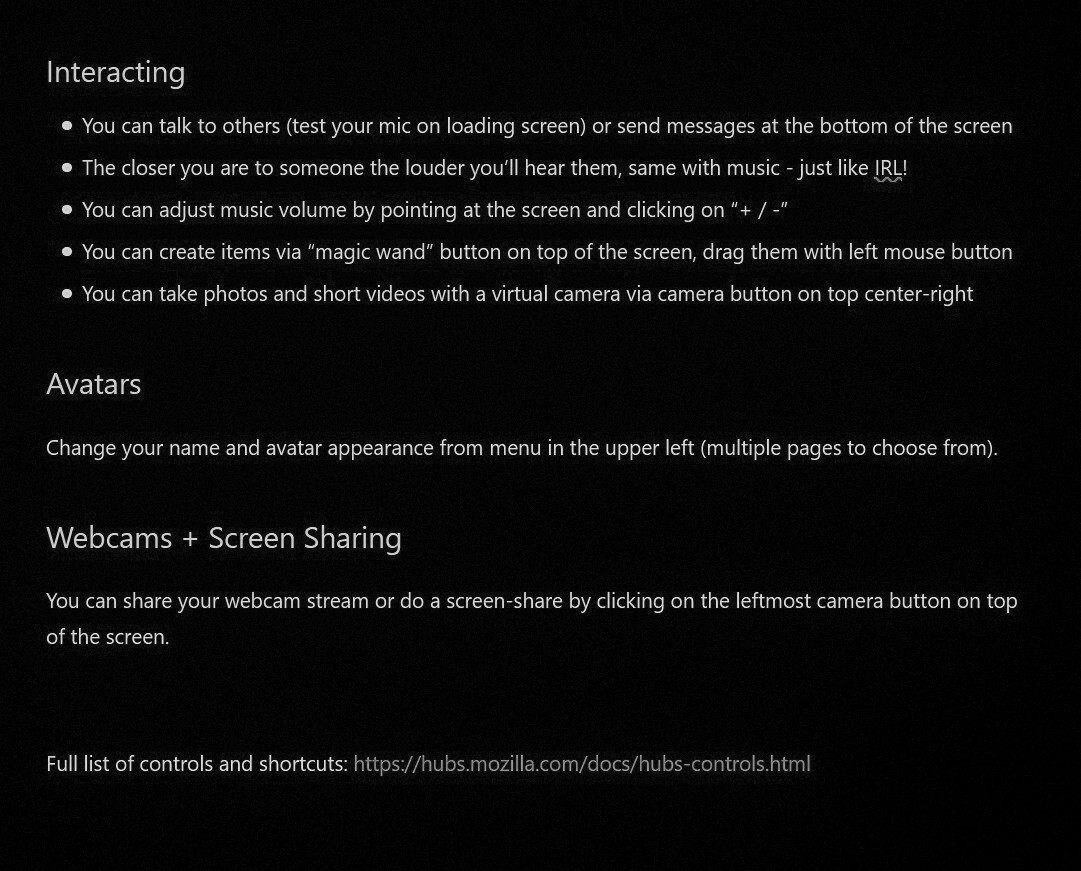 Interacting
● You can talk to others (test your mic on loading screen) or send messages at the bottom of the screen
● The closer you are to someone the louder you’ll hear them, same with music - just like IRL!
● You can adjust music volume by pointing at the screen and clicking on “+ / -”
● You can create items via “magic wand” button on top of the screen, drag them with left mouse button
● You can take photos and short videos with a virtual camera via camera button on top center-right
Avatars
Change your name and avatar appearance from menu in the upper left (multiple pages to choose from).
Webcams + Screen Sharing
You can share your webcam stream or do a screen-share by clicking on the leftmost camera button on top
of the screen.
Full list of controls and shortcuts: https://hubs.mozilla.com/docs/hubs-controls.html